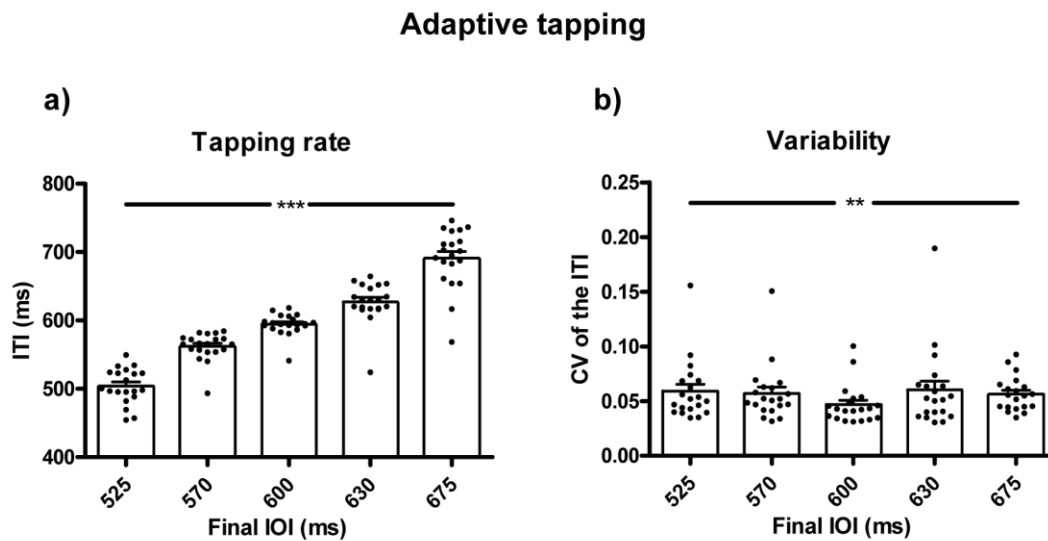 Adaptive tapping
a)
Tapping rate
800
700
600
500
400
ITI (ms)
***
525
570
600
630
675
Final IOI (ms)
b)
Variability
0.25
0.20
0.15
0.10
0.05
0.00
CV of the ITI
**
525
570
600
630
675
Final IOI (ms)